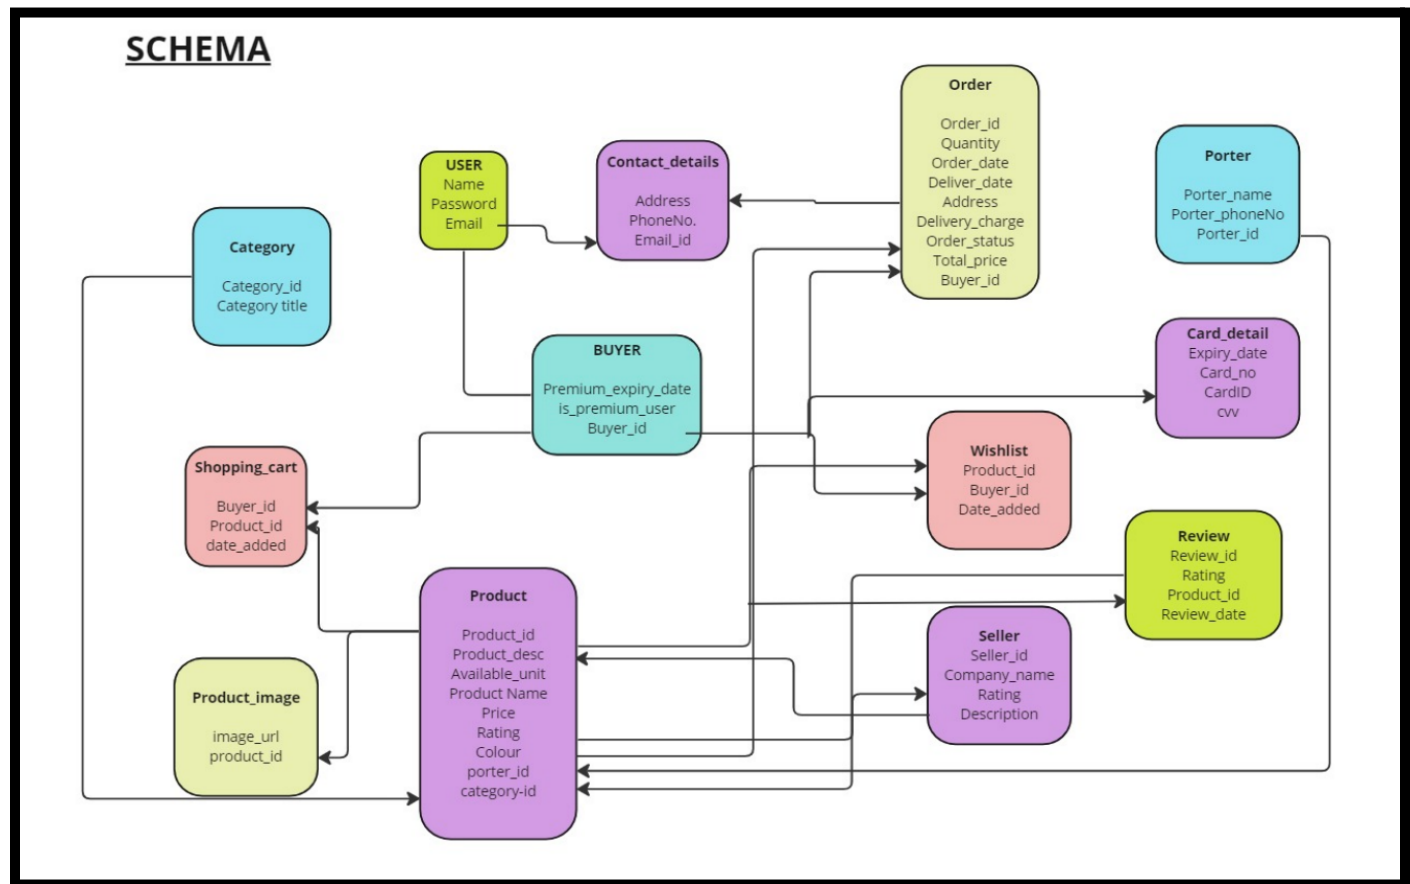 SCHEMA
Order
Order_id
Quantity
Order_date
Deliver_date
Address
Delivery_charge
Order_status
Total_price
Buyer_id
Porter
Porter_name
Porter_phoneNo
Porter_id
USER
Name
Password
Email
Contact_details
Address
PhoneNo.
Email_id
Category
Category_id
Category title
Card_detail
Expiry_date
Card_no
CardID
cvv
BUYER
Premium_expiry_date
is_premium_user
Buyer_id
Wishlist
Product_id
Buyer_id
Date_added
Shopping_cart
Buyer_id
Product_id
date_added
Review
Review_id
Rating
Product_id
Review_date
Product
Product_id
Product_desc
Available_unit
Product Name
Price
Rating
Colour
porter_id
category-id
Seller
Seller_id
Company_name
Rating
Description
Product_image
image_url
product_id